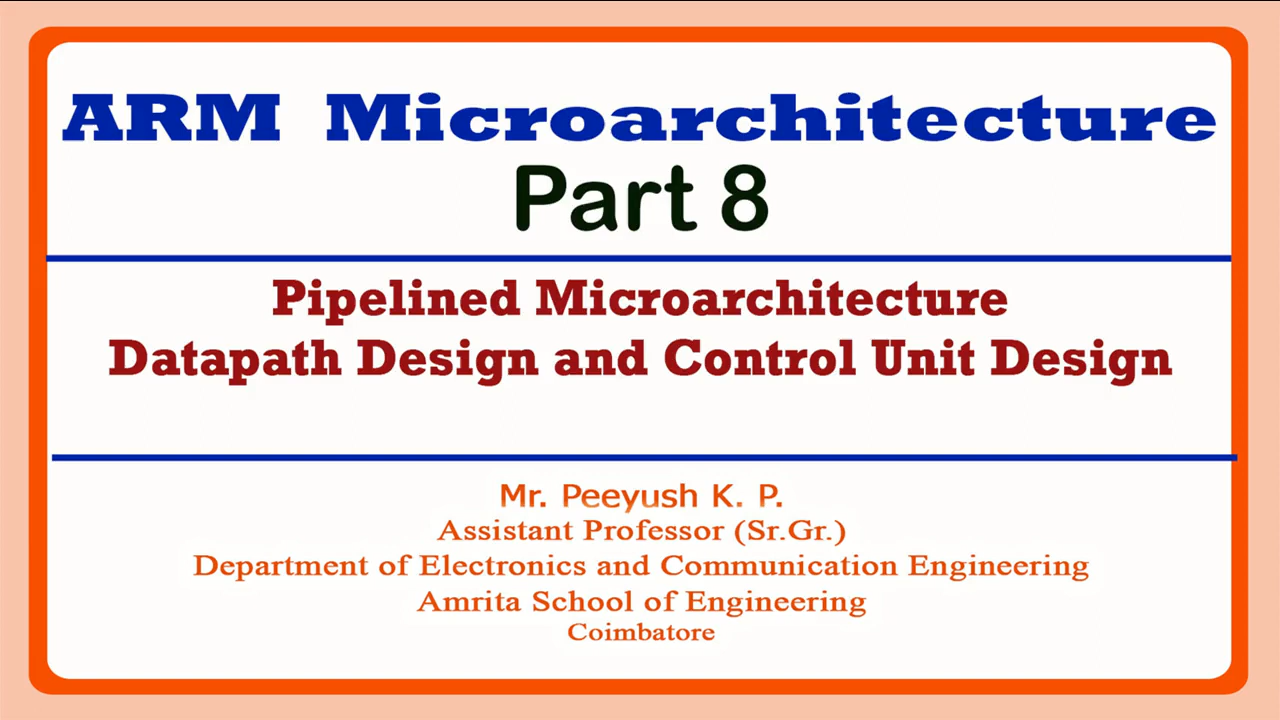 ARM Microarchitecture
Part 8
Pipelined Microarchitecture
Datapath Design and Control Unit Design
Mr. Peeyush K. P.
Assistant Professor (Sr.Gr.)
Department of Electronics and Communication Engineering
Amrita School of Engineering
Coimbatore